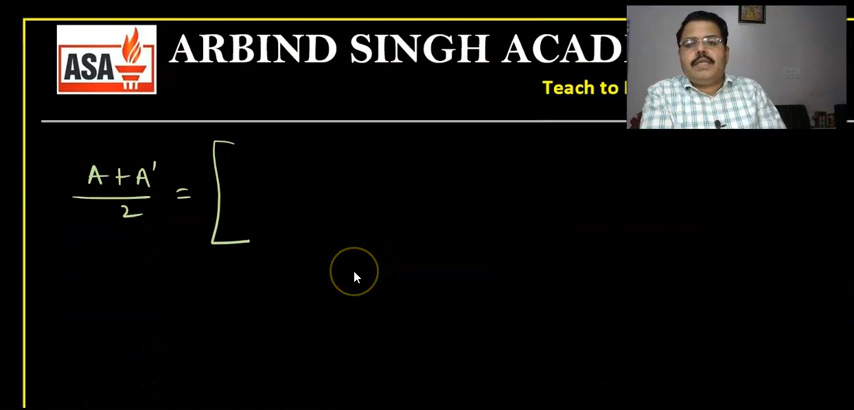 ASA
ARBIND SINGH ACAD
Teach to
A + A' / 2 = [